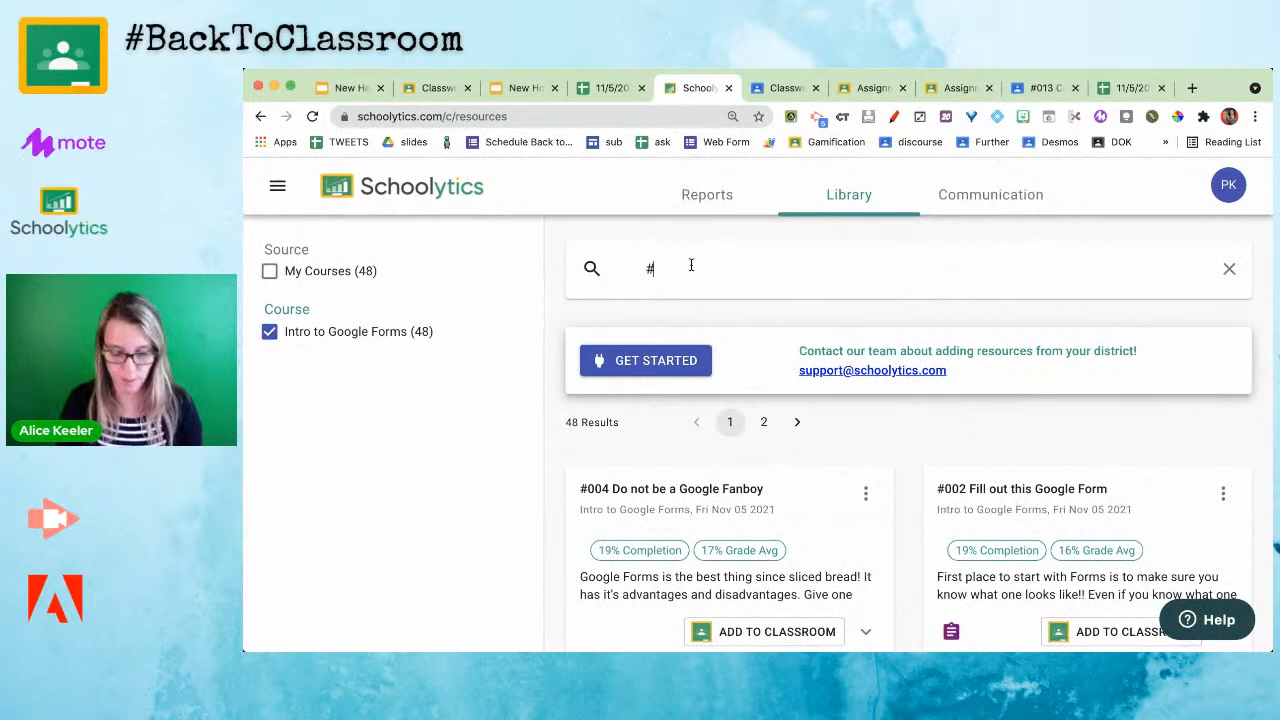 #BackToClassroom
mote
Schoolytics
Alice Keeler
New Ho
Classw
New Ho
11/5/20
Schooly
Classw
Assignr
Assignr
#013 C
11/5/20
schoolytics.com/c/resources
Apps
TWEETS
slides
Schedule Back to...
sub
ask
Web Form
Gamification
discourse
Further
Desmos
DOK
»
Reading List
Schoolytics
Reports
Library
Communication
PK
Source
My Courses (48)
Course
Intro to Google Forms (48)
#
GET STARTED
Contact our team about adding resources from your district!
support@schoolytics.com
48 Results
1
2
#004 Do not be a Google Fanboy
Intro to Google Forms, Fri Nov 05 2021
19% Completion
17% Grade Avg
Google Forms is the best thing since sliced bread! It
has it's advantages and disadvantages. Give one
ADD TO CLASSROOM
#002 Fill out this Google Form
Intro to Google Forms, Fri Nov 05 2021
19% Completion
16% Grade Avg
First place to start with Forms is to make sure you
know what one looks like!! Even if you know what one
ADD TO CLASSR
Help